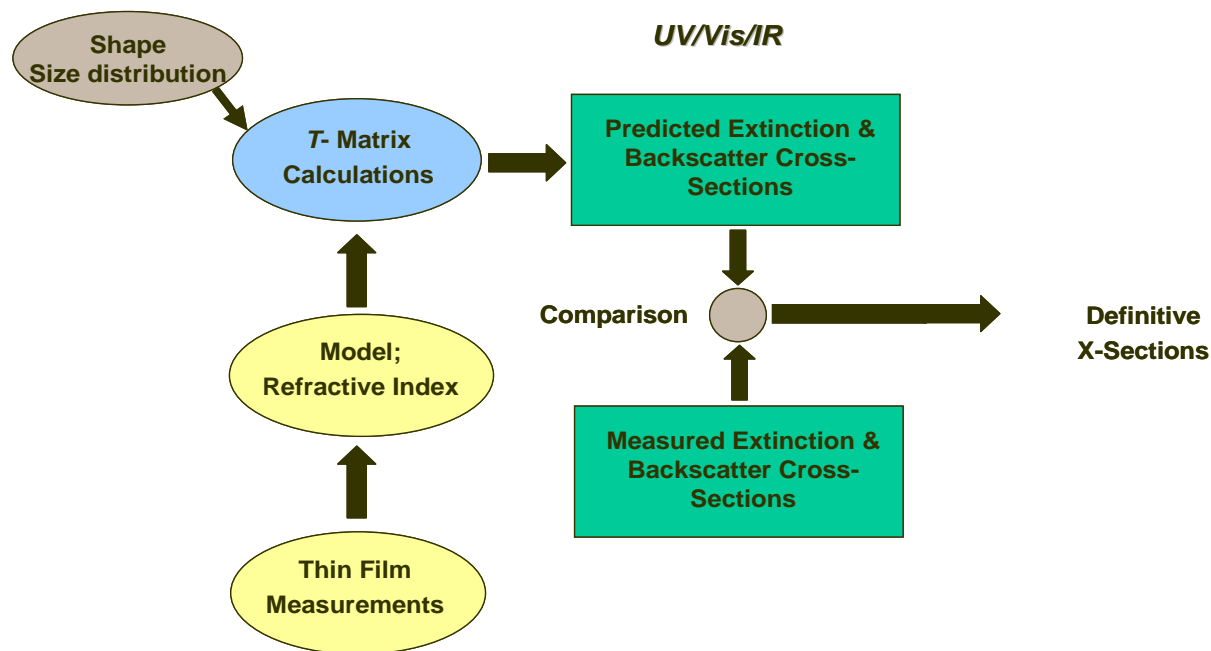 Shape
Size distribution
UV/Vis/IR
T- Matrix
Calculations
Predicted Extinction &
Backscatter Cross-
Sections
Comparison
Definitive
X-Sections
Model;
Refractive Index
Measured Extinction &
Backscatter Cross-
Sections
Thin Film
Measurements